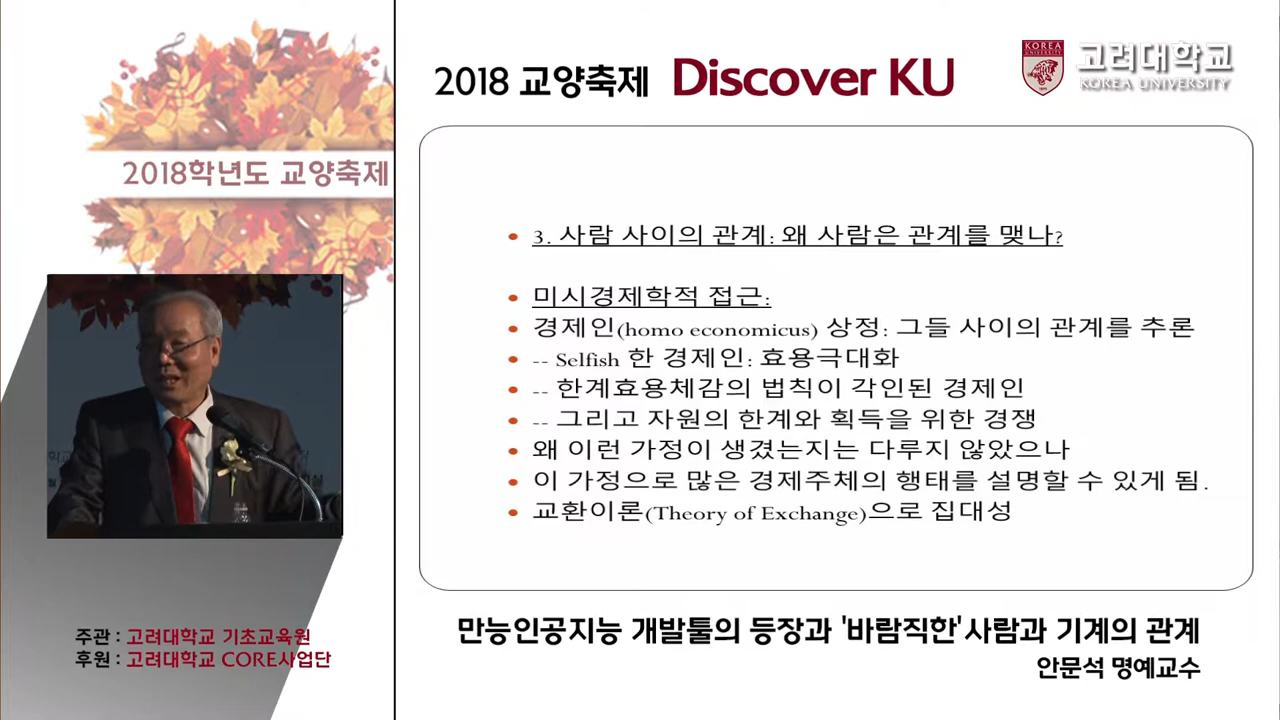 2018 교양축제 Discover KU
KOREA
고려대학교
KOREA UNIVERSITY
2018학년도 교양축제
• 3. 사람 사이의 관계: 왜 사람은 관계를 맺나?
• 미시경제학적 접근:
• 경제인(homo economicus) 상정: 그들 사이의 관계를 추론
• -- Selfish 한 경제인: 효용극대화
• -- 한계효용체감의 법칙이 각인된 경제인
• -- 그리고 자원의 한계와 획득을 위한 경쟁
• 왜 이런 가정이 생겼는지는 다루지 않았으나
• 이 가정으로 많은 경제주체의 행태를 설명할 수 있게 됨.
• 교환이론(Theory of Exchange)으로 집대성
주관 : 고려대학교 기초교육원
후원 : 고려대학교 CORE사업단
만능인공지능 개발툴의 등장과 '바람직한' 사람과 기계의 관계
안문석 명예교수